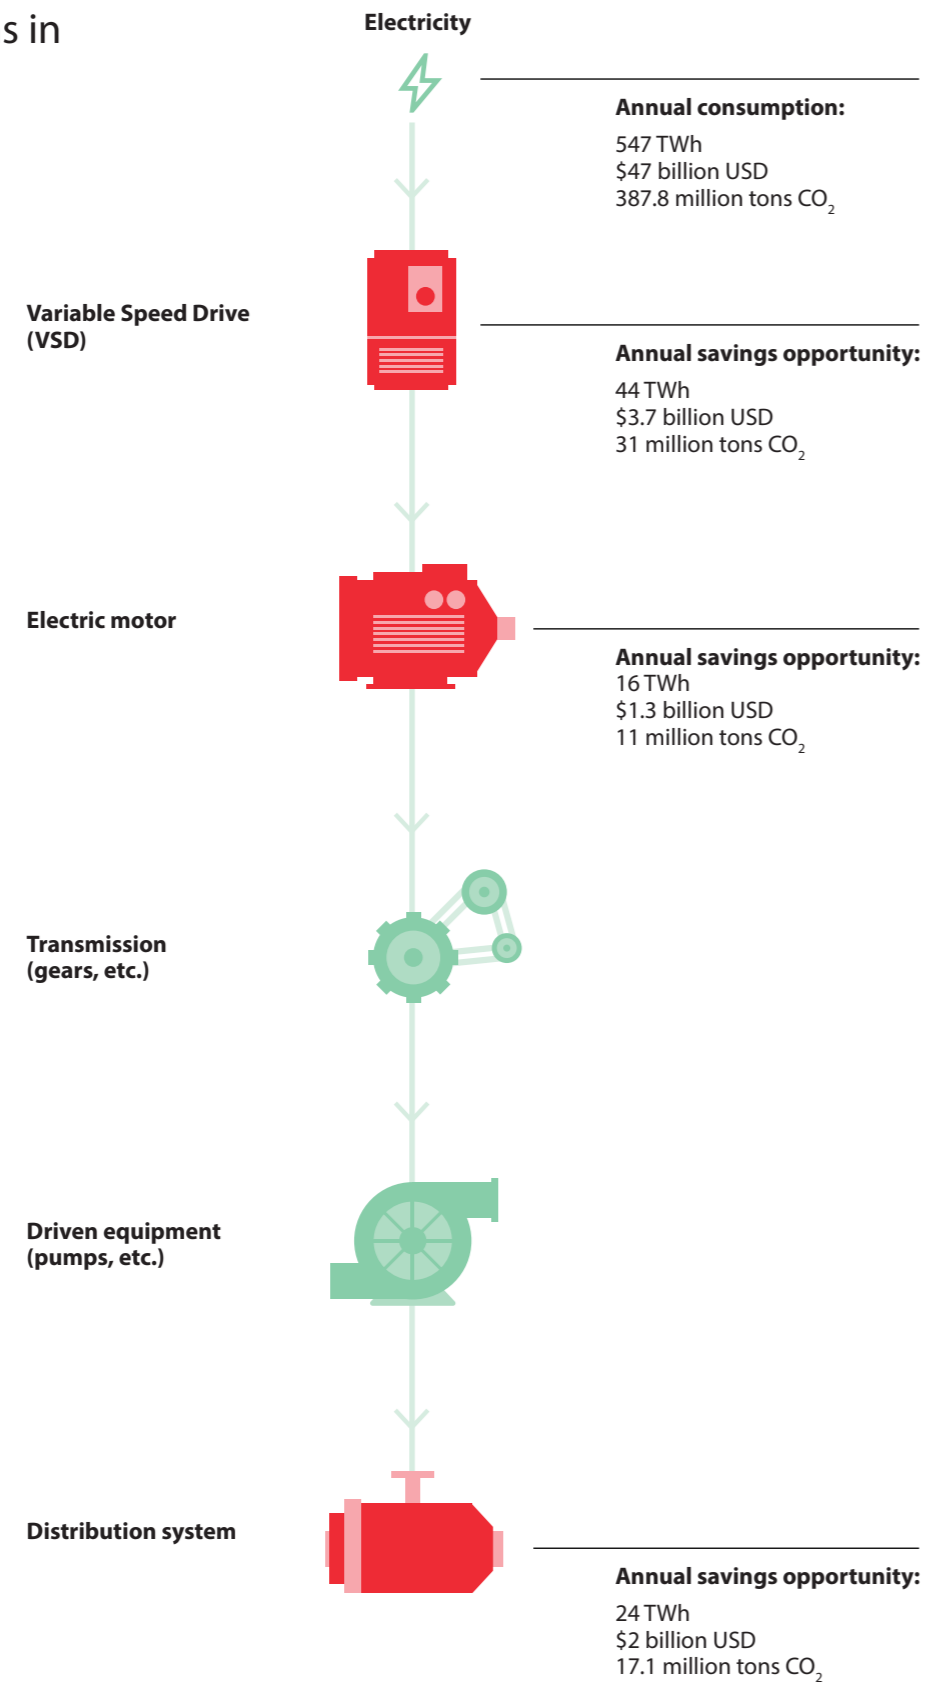 s in
Electricity
Annual consumption:
547 TWh
$47 billion USD
387.8 million tons CO₂
Variable Speed Drive
(VSD)
Annual savings opportunity:
44 TWh
$3.7 billion USD
31 million tons CO₂
Electric motor
Annual savings opportunity:
16 TWh
$1.3 billion USD
11 million tons CO₂
Transmission
(gears, etc.)
Driven equipment
(pumps, etc.)
Distribution system
Annual savings opportunity:
24 TWh
$2 billion USD
17.1 million tons CO₂